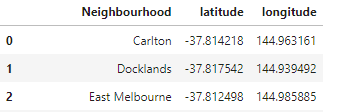 Neighbourhood latitude longitude
0 Carlton -37.814218 144.963161
1 Docklands -37.817542 144.939492
2 East Melbourne -37.812498 144.985885